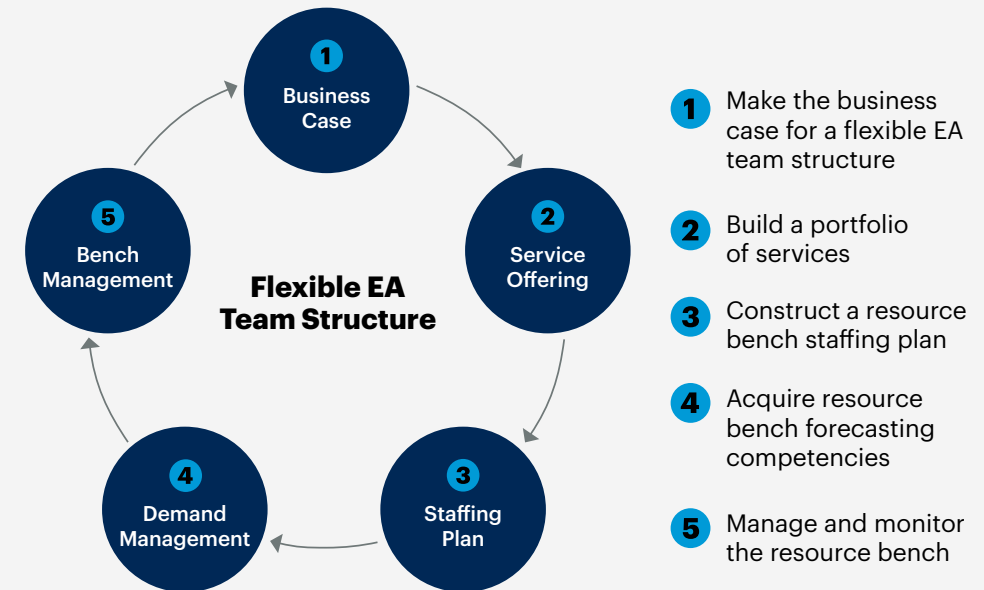 1
Business
Case
2
Service
Offering
3
Staffing
Plan
4
Demand
Management
5
Bench
Management
Flexible EA
Team Structure
1 Make the business
case for a flexible EA
team structure
2 Build a portfolio
of services
3 Construct a resource
bench staffing plan
4 Acquire resource
bench forecasting
competencies
5 Manage and monitor
the resource bench